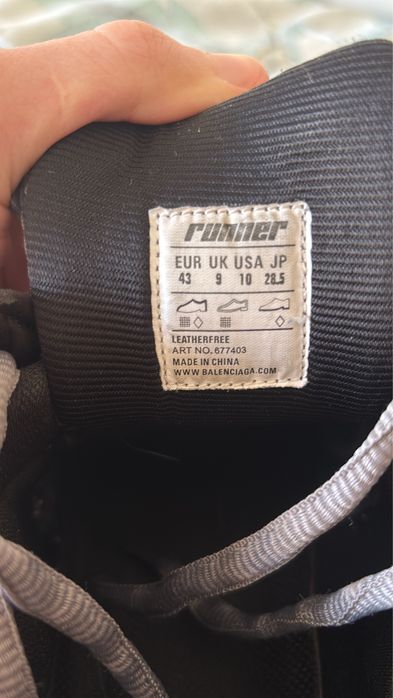 runner
EUR UK USA JP
43 9 10 28.5
LEATHERFREE
ART NO. 677403
MADE IN CHINA
WWW.BALENCIAGA.COM